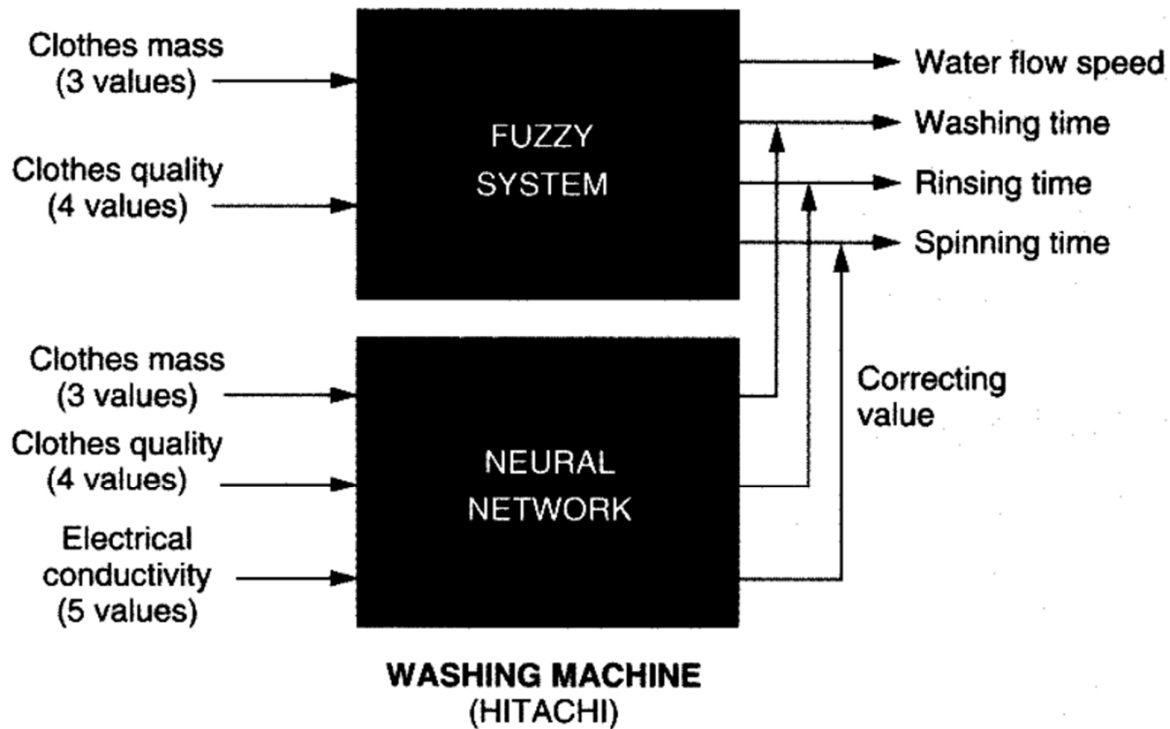 Clothes mass
(3 values)
Clothes quality
(4 values)
FUZZY
SYSTEM
Water flow speed
Washing time
Rinsing time
Spinning time
Clothes mass
(3 values)
Clothes quality
(4 values)
Electrical
conductivity
(5 values)
NEURAL
NETWORK
Correcting
value
WASHING MACHINE
(HITACHI)